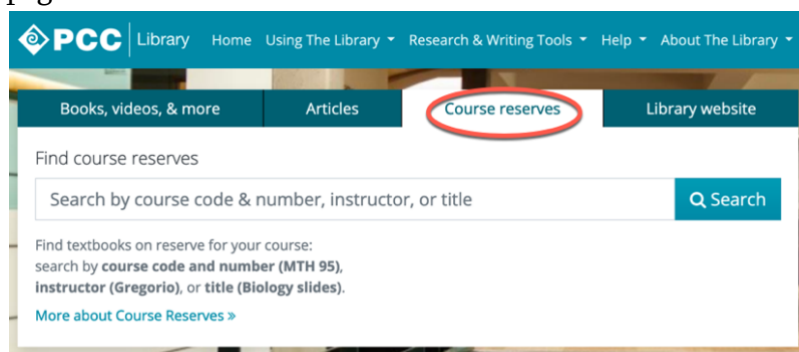 PCC Library Home Using The Library Research & Writing Tools Help About The Library
Books, videos, & more Articles Course reserves Library website
Find course reserves
Search by course code & number, instructor, or title Search
Find textbooks on reserve for your course:
search by course code and number (MTH 95),
instructor (Gregorio), or title (Biology slides).
More about Course Reserves »